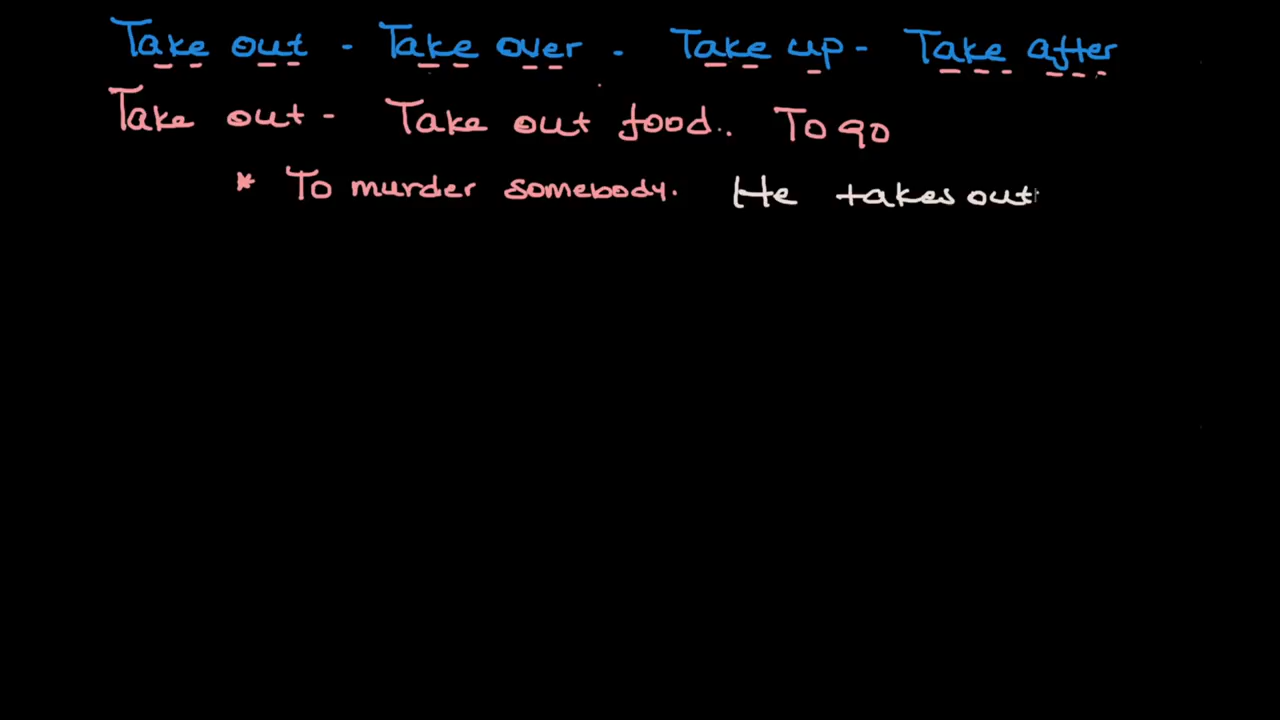 Take out - Take over - Take up - Take after
Take out - Take out food.. To go
* To murder somebody. He takes out